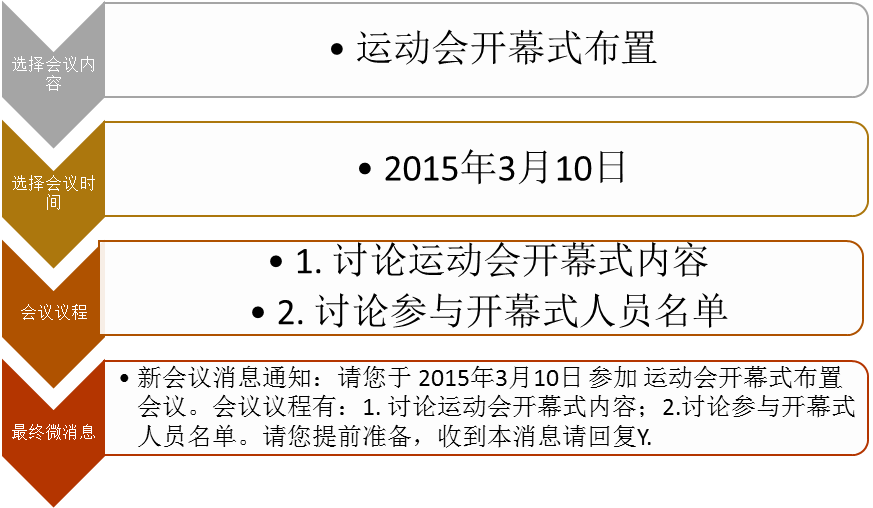 选择会议内
容
• 运动会开幕式布置
选择会议时
间
• 2015年3月10日
会议议程
• 1. 讨论运动会开幕式内容
• 2. 讨论参与开幕式人员名单
最终微消息
• 新会议消息通知：请您于 2015年3月10日 参加 运动会开幕式布置
会议。会议议程有：1. 讨论运动会开幕式内容；2.讨论参与开幕式
人员名单。请您提前准备，收到本消息请回复Y.